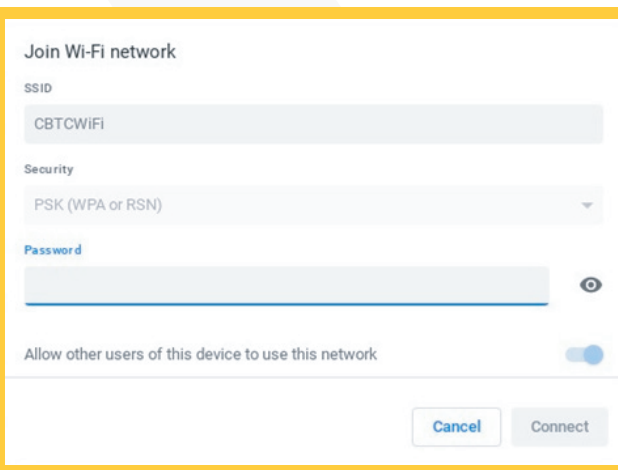 Join Wi-Fi network
SSID
CBTCWiFi
Security
PSK (WPA or RSN)
Password
Allow other users of this device to use this network
Cancel Connect